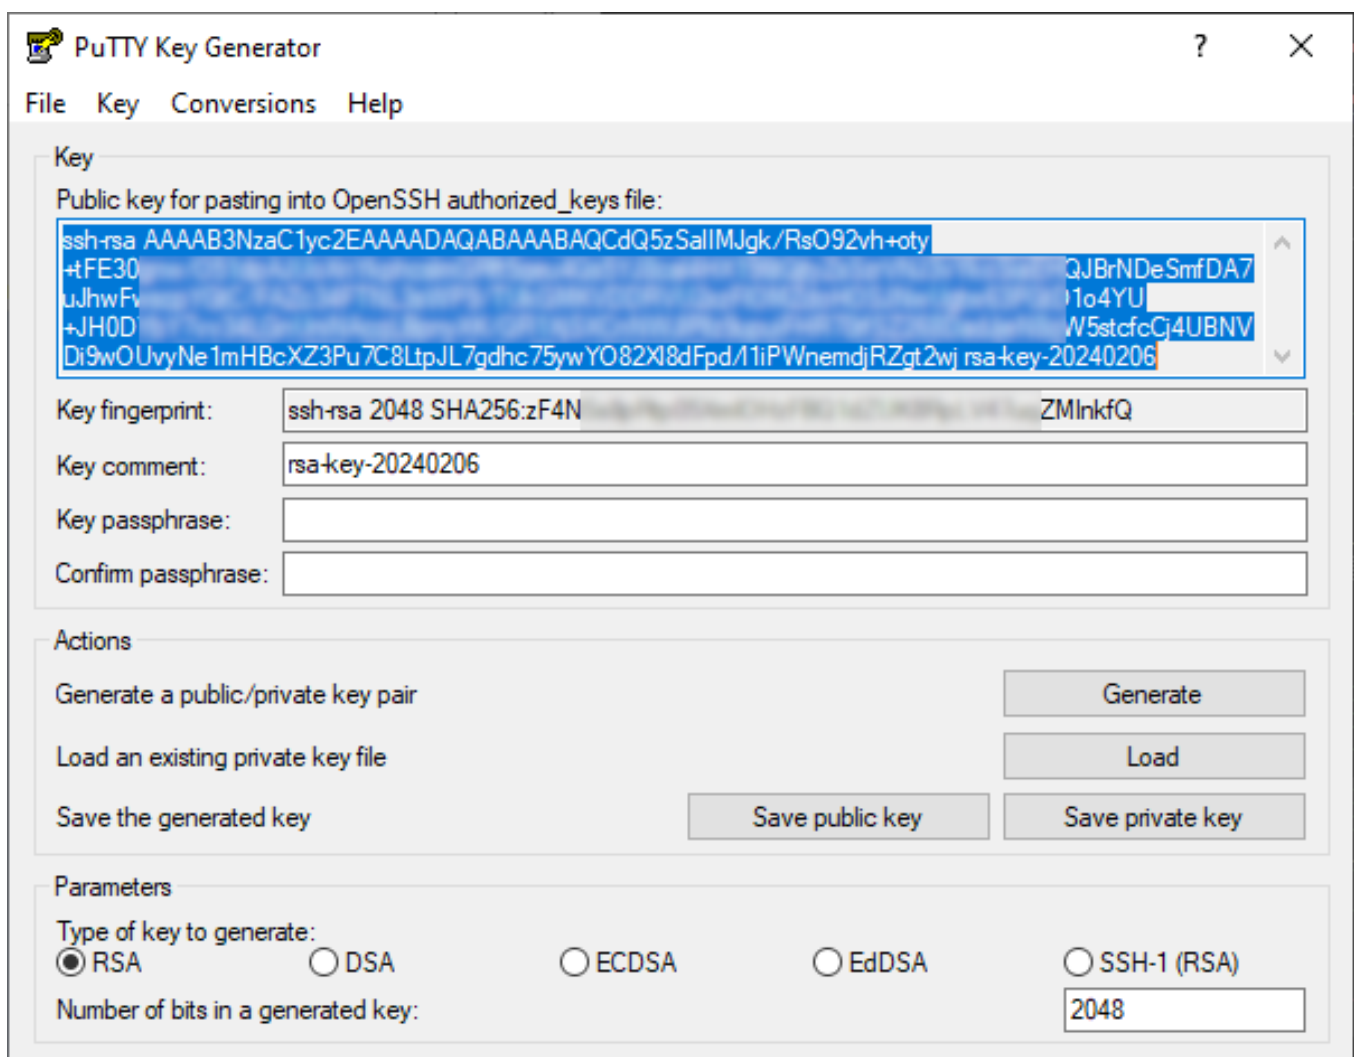 PuTTY Key Generator
?
File Key Conversions Help
Key
Public key for pasting into OpenSSH authorized_keys file:
ssh-rsa AAAAB3NzaC1yc2EAAAADAQABAAABAQCdQ5zSallMJgk/RsO92vh+oty
+tFE30 QJBrNDeSmfDA7
uJhwF 1o4YU
+JH0D W5stcfcCj4UBNV
Di9wOUvyNe1mHBcXZ3Pu7C8LtpJL7gdhc75ywYO82Xl8dFpd/l1iPWnemdjRZgt2wj rsa-key-20240206
Key fingerprint: ssh-rsa 2048 SHA256:zF4N ZMInkfQ
Key comment: rsa-key-20240206
Key passphrase:
Confirm passphrase:
Actions
Generate a public/private key pair Generate
Load an existing private key file Load
Save the generated key Save public key Save private key
Parameters
Type of key to generate:
RSA DSA ECDSA EdDSA SSH-1 (RSA)
Number of bits in a generated key: 2048